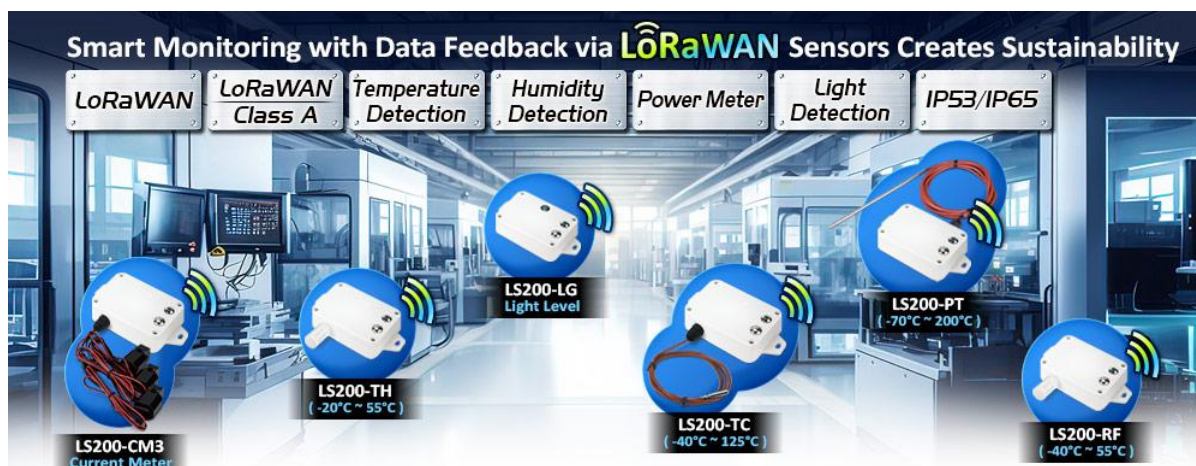 Smart Monitoring with Data Feedback via LoRaWAN Sensors Creates Sustainability
LoRaWAN
LoRaWAN
Class A
Temperature
Detection
Humidity
Detection
Power Meter
Light
Detection
IP53/IP65
LS200-LG
Light Level
LS200-PT
( -70°C ~ 200°C )
LS200-TH
( -20°C ~ 55°C )
LS200-TC
( -40°C ~ 125°C )
LS200-RF
( -40°C ~ 55°C )
LS200-CM3
Current Meter